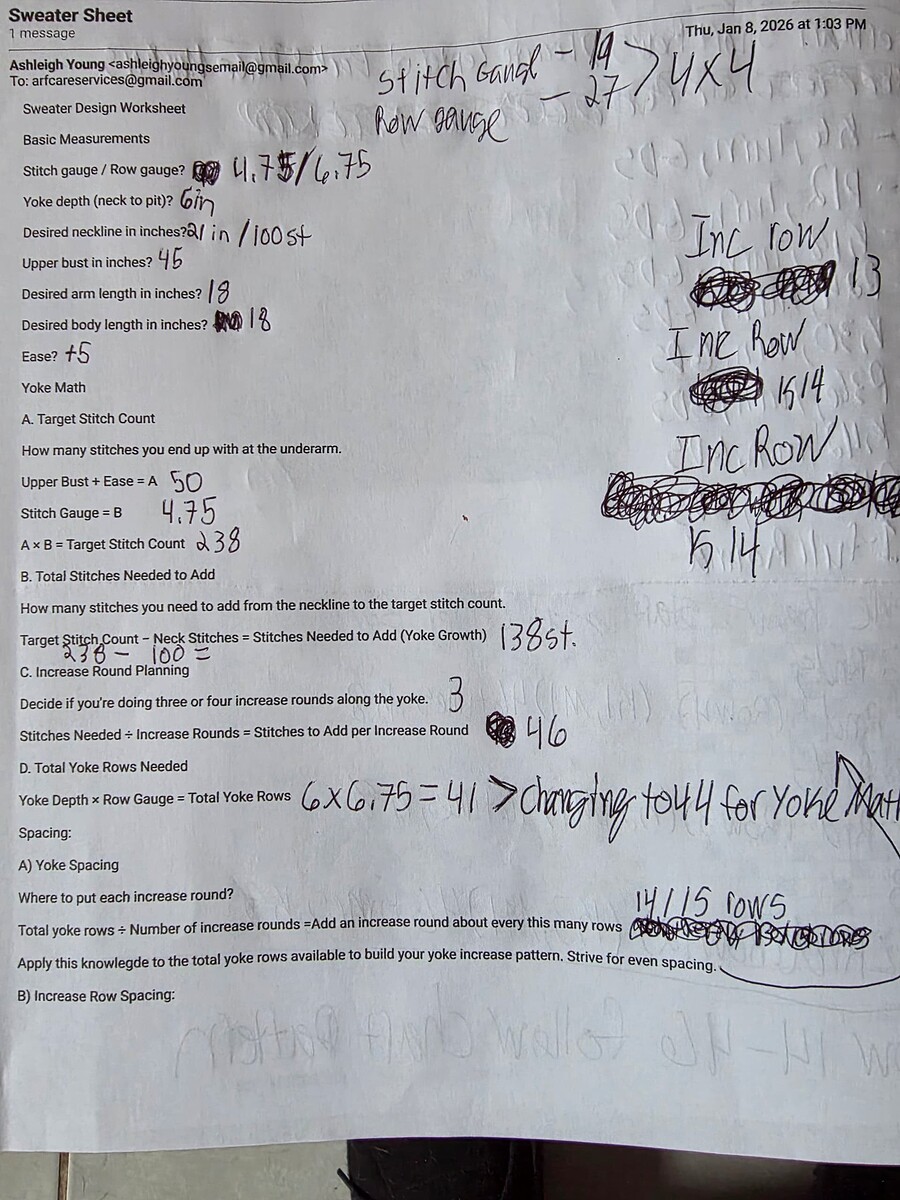 Sweater Sheet
1 message
Thu, Jan 8, 2026 at 1:03 PM
Ashleigh Young <ashleighyoungsemail@gmail.com>
To: arfcareservices@gmail.com
Stitch Gauge - 19
Row gauge - 27 > 4x4
Sweater Design Worksheet
Basic Measurements
Stitch gauge / Row gauge? 4.75/6.75
Yoke depth (neck to pit)? 6in
Desired neckline in inches? 21 in / 100st
Upper bust in inches? 45
Desired arm length in inches? 18
Desired body length in inches? 18
Ease? +5
Inc row
13
Inc Row
15 14
Inc Row
15 14
Yoke Math
A. Target Stitch Count
How many stitches you end up with at the underarm.
Upper Bust + Ease = A 50
Stitch Gauge = B 4.75
A × B = Target Stitch Count 238
B. Total Stitches Needed to Add
How many stitches you need to add from the neckline to the target stitch count.
Target Stitch Count – Neck Stitches = Stitches Needed to Add (Yoke Growth) 138st.
238 - 100 =
C. Increase Round Planning
Decide if you're doing three or four increase rounds along the yoke. 3
Stitches Needed ÷ Increase Rounds = Stitches to Add per Increase Round 46
D. Total Yoke Rows Needed
Yoke Depth × Row Gauge = Total Yoke Rows 6x6.75=41 > Changing to 44 for Yoke Math
Spacing:
A) Yoke Spacing
Where to put each increase round?
Total yoke rows ÷ Number of increase rounds =Add an increase round about every this many rows 14/15 rows
Apply this knowlegde to the total yoke rows available to build your yoke increase pattern. Strive for even spacing.
B) Increase Row Spacing: